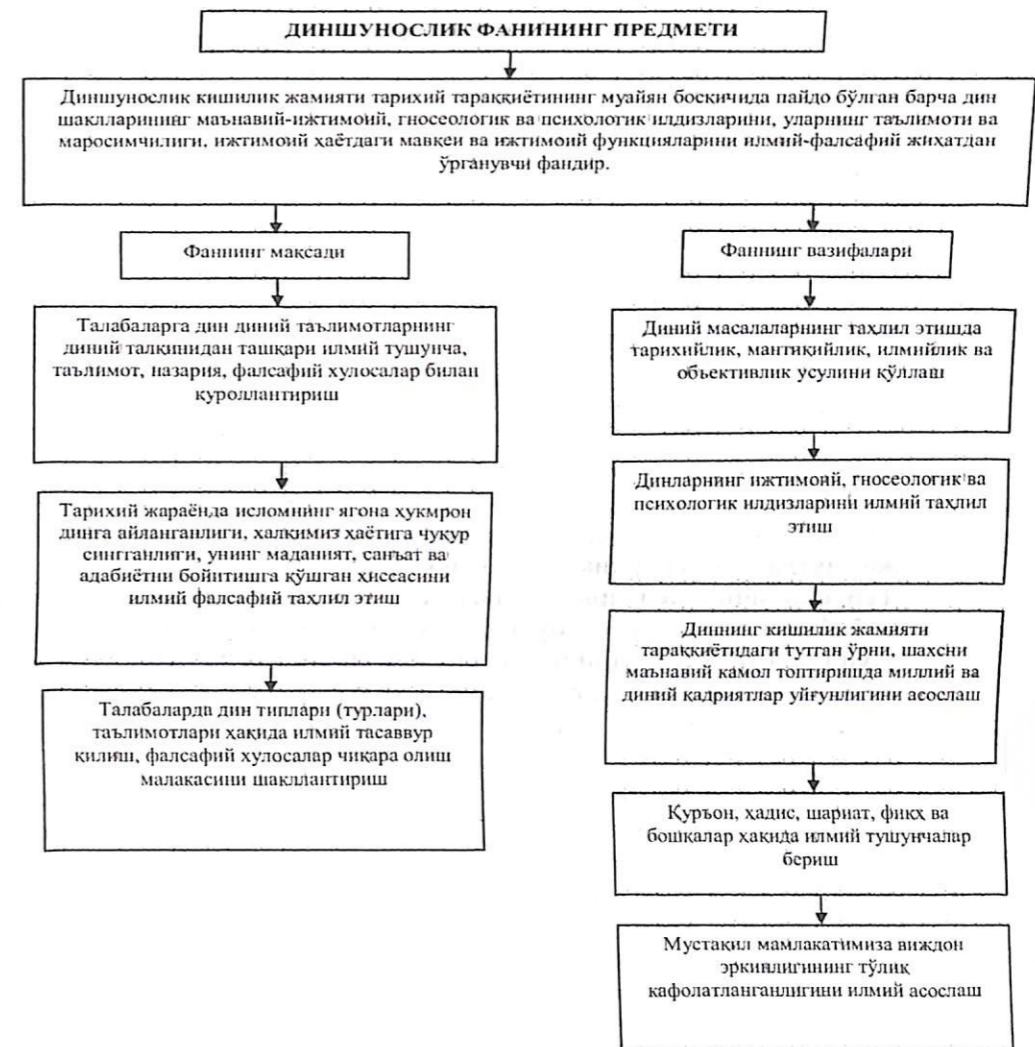 ДИНШУНОСЛИК ФАНИНИНГ ПРЕДМЕТИ
Диншунослик кишилик жамияти тарихий тараққиётининг муайян босқичида пайдо бўлган барча дин
шаклларининг маънавий-ижтимоий, гносеологик ва психологик илдизларини, уларнинг таълимоти ва
маросимчилиги, ижтимоий ҳаётдаги мавқеи ва ижтимоий функцияларини илмий-фалсафий жиҳатдан
ўрганувчи фандир.
Фаннинг мақсади
Талабаларга дин диний таълимотларнинг
диний талқинидан ташқари илмий тушунча,
таълимот, назария, фалсафий хулосалар билан
қуроллантириш
Тарихий жараёнда исломнинг ягона ҳукмрон
динга айланганлиги, халқимиз ҳаётига чуқур
сингганлиги, унинг маданият, санъат ва
адабиётни бойитишга қўшган ҳиссасини
илмий фалсафий таҳлил этиш
Талабаларда дин типлари (турлари),
таълимотлари ҳақида илмий тасаввур
қилиш, фалсафий хулосалар чиқара олиш
малакасини шакллантириш
Фаннинг вазифалари
Диний масалаларнинг таҳлил этишда
тарихийлик, мантиқийлик, илмийлик ва
объективлик усулини қўллаш
Динларнинг ижтимоий, гносеологик ва
психологик илдизларини илмий таҳлил
этиш
Диннинг кишилик жамияти
тараққиётидаги тутган ўрни, шахсни
маънавий камол топтиришда миллий ва
диний қадриятлар уйғунлигини асослаш
Қуръон, ҳадис, шариат, фиқҳ ва
бошқалар ҳақида илмий тушунчалар
бериш
Мустақил мамлакатимиза виждон
эркинлигининг тўлиқ
кафолатланганлигини илмий асослаш